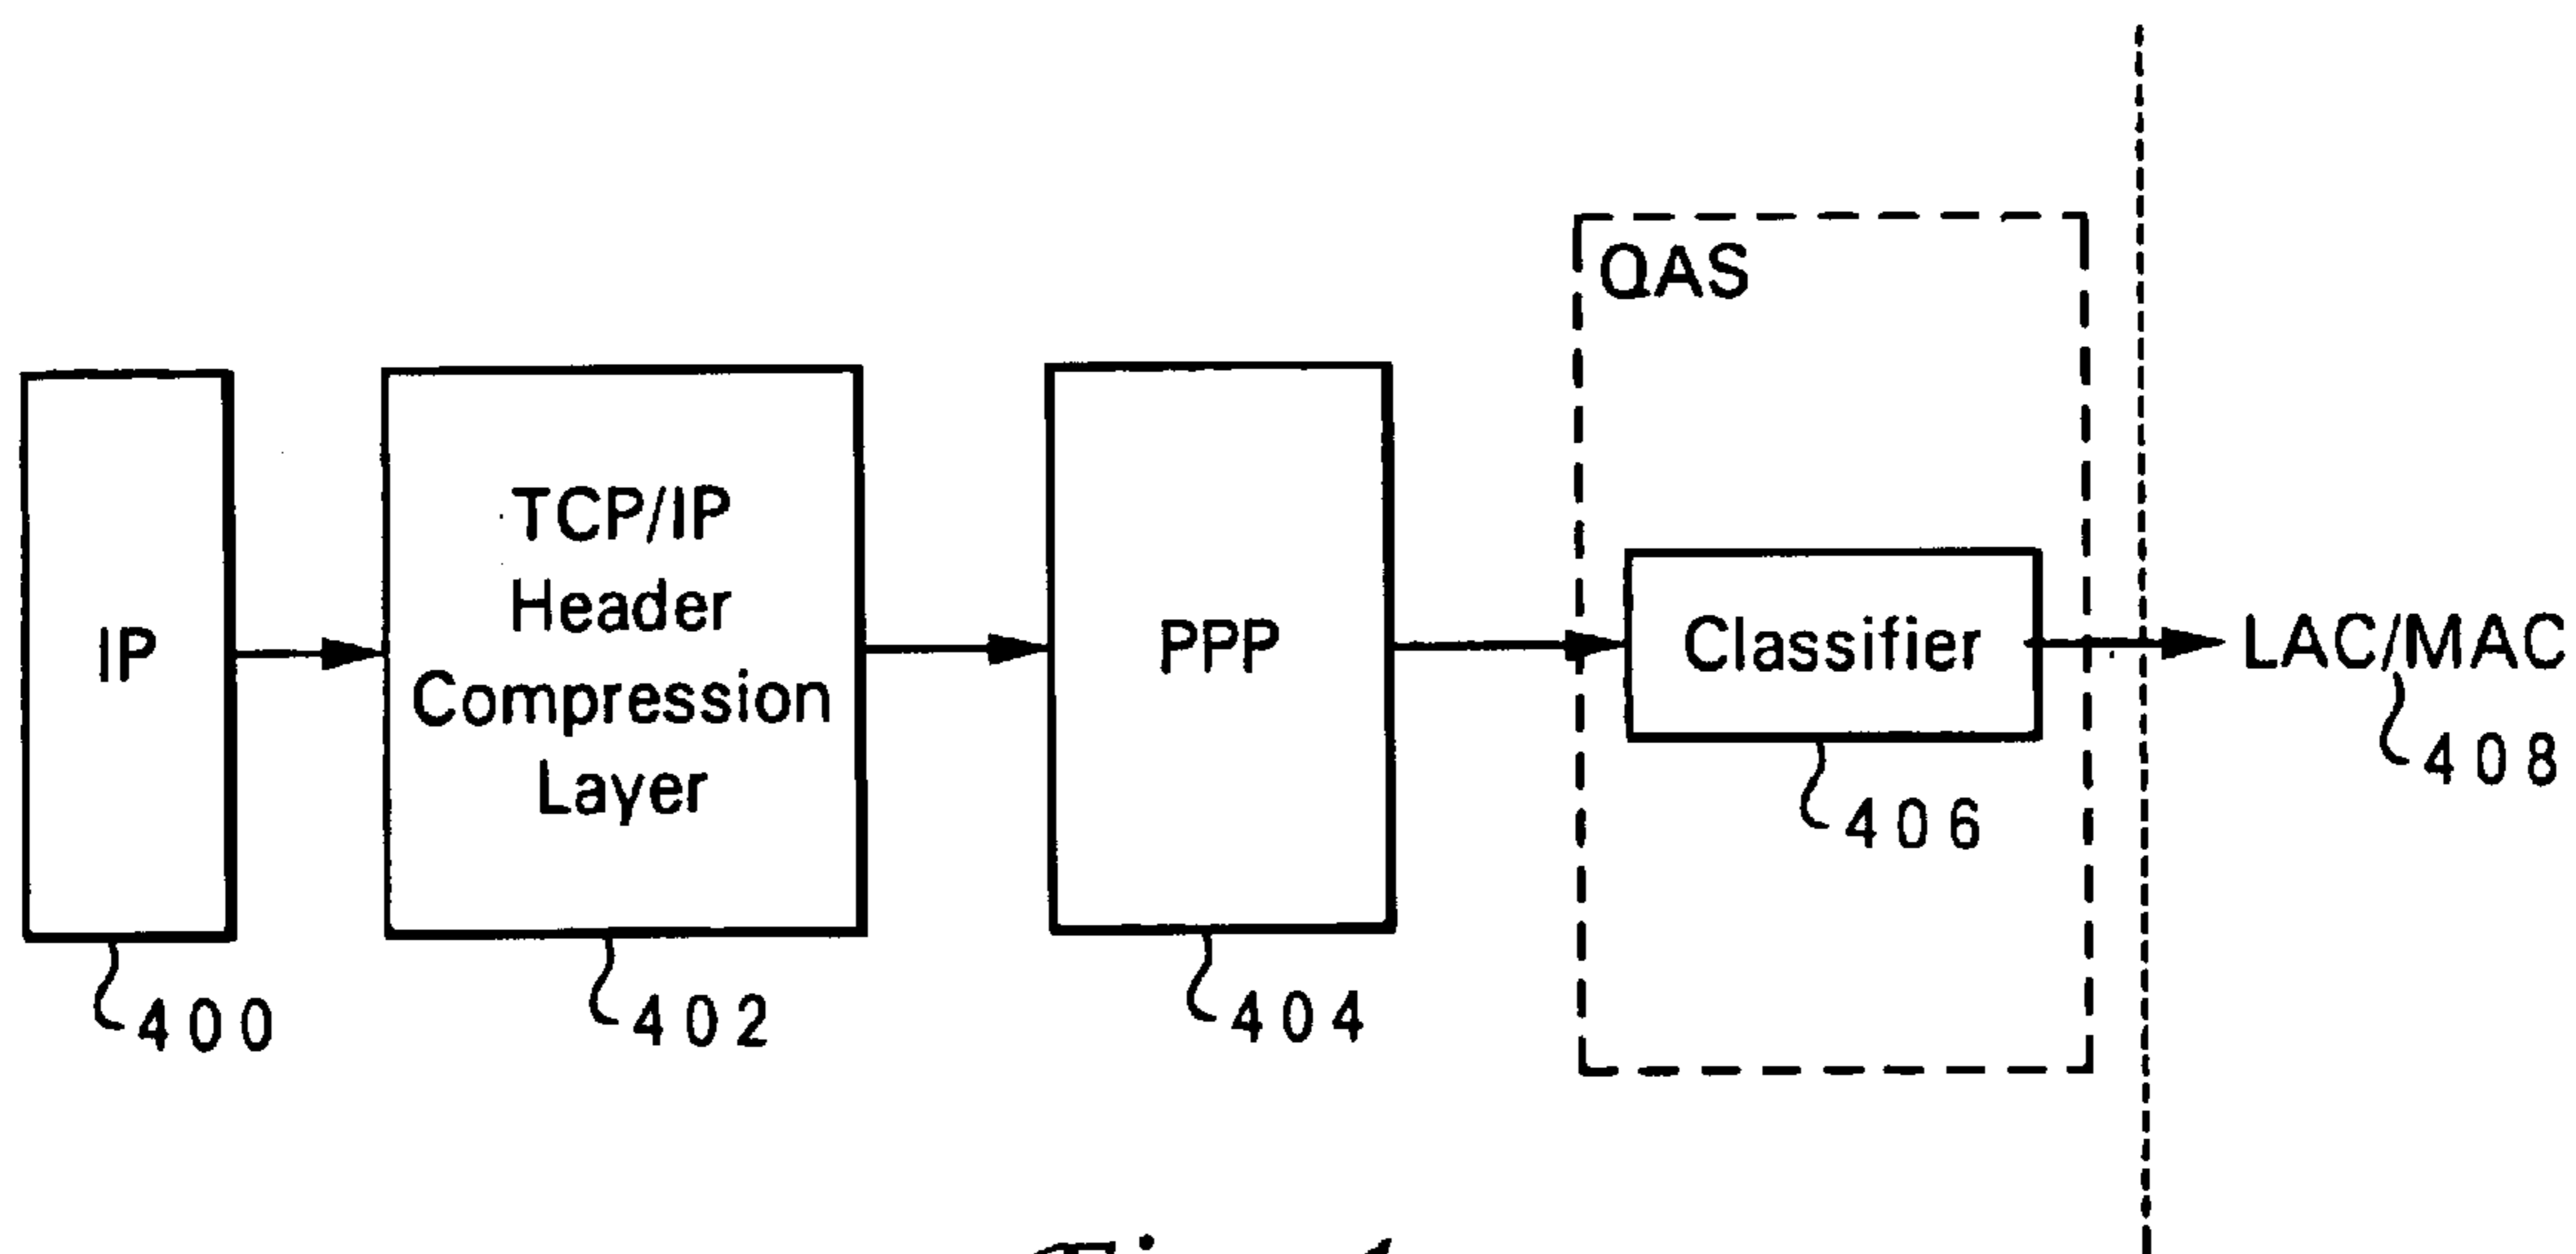 QAS
IP
TCP/IP
Header
Compression
Layer
PPP
Classifier
LAC/MAC
400
402
404
406
408